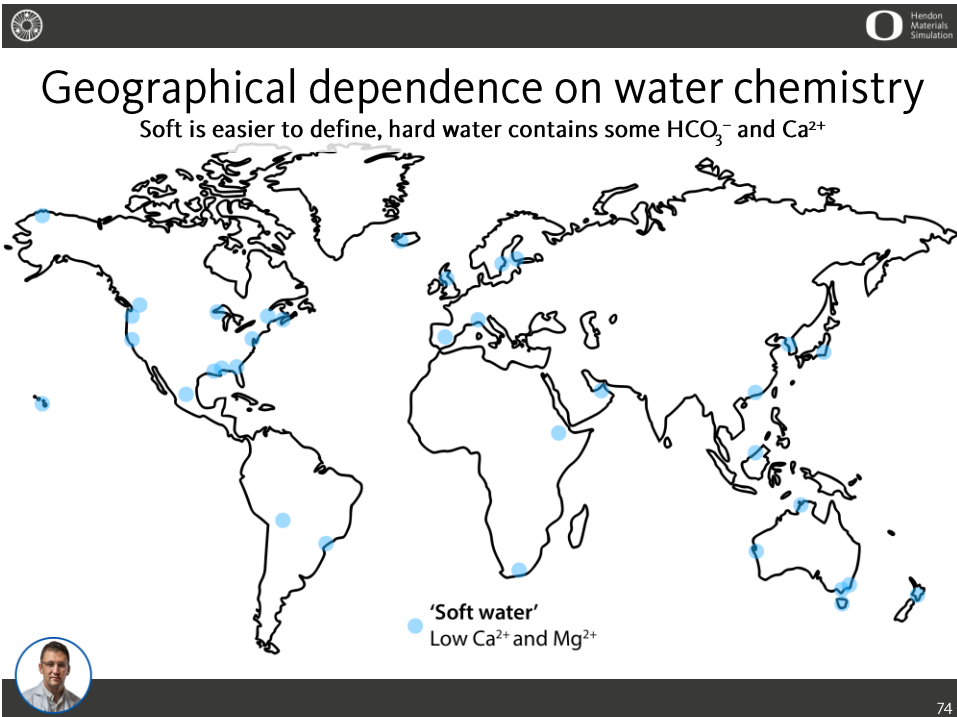 Hendon
Materials
Simulation
Geographical dependence on water chemistry
Soft is easier to define, hard water contains some HCO₃⁻ and Ca²⁺
'Soft water'
Low Ca²⁺ and Mg²⁺
74